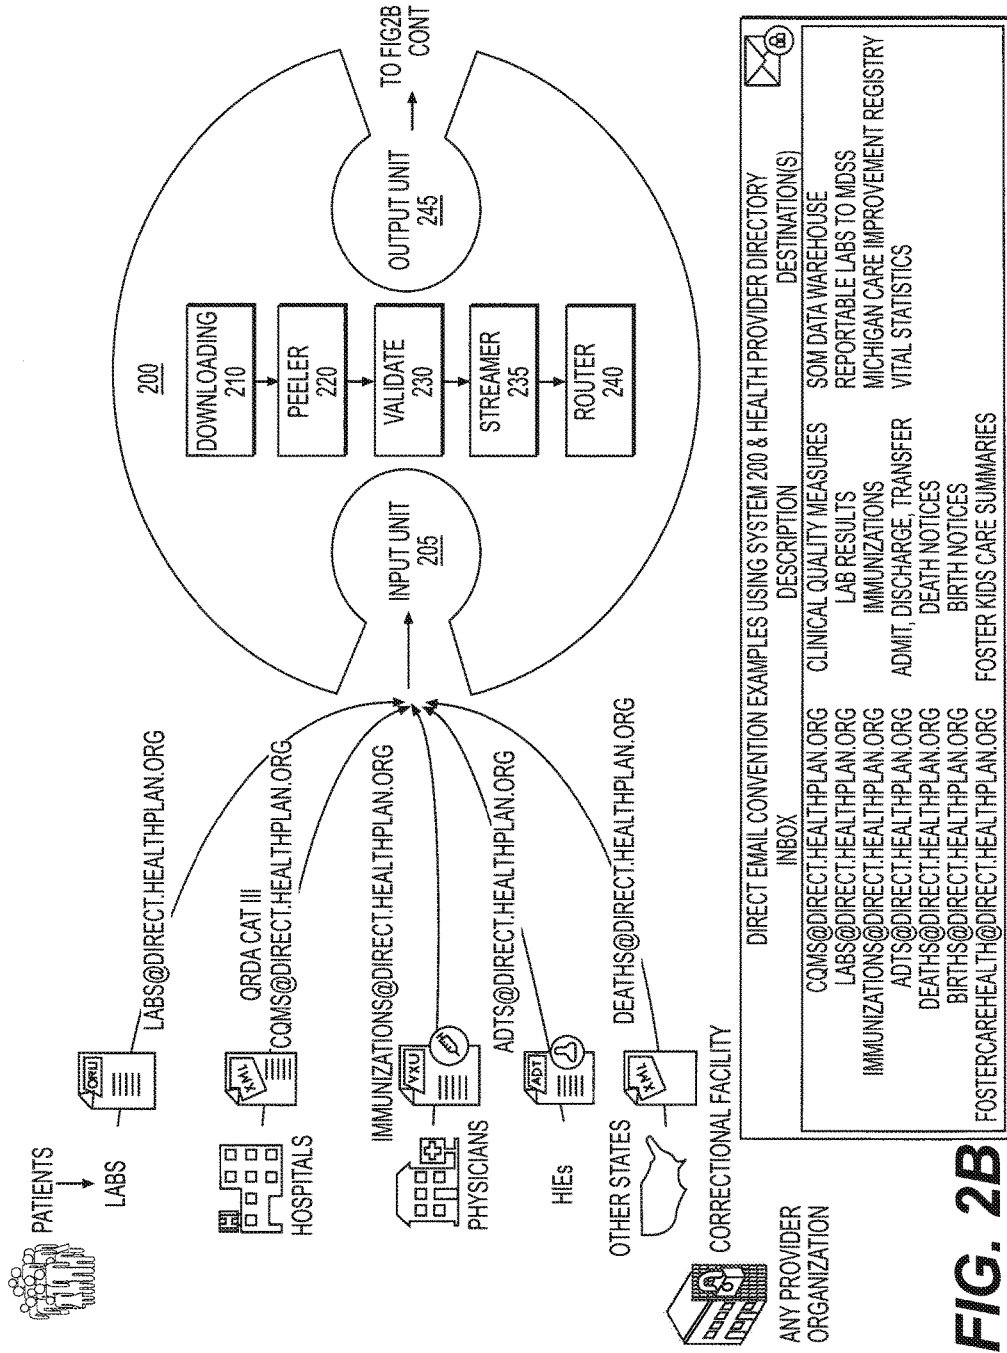 PATIENTS
LABS
ORU
LABS@DIRECT.HEALTHPLAN.ORG
HOSPITALS
H
XML
QRDA CAT III
CQMS@DIRECT.HEALTHPLAN.ORG
PHYSICIANS
VXU
IMMUNIZATIONS@DIRECT.HEALTHPLAN.ORG
HIEs
ADT
ADTS@DIRECT.HEALTHPLAN.ORG
OTHER STATES
XML
DEATHS@DIRECT.HEALTHPLAN.ORG
CORRECTIONAL FACILITY
ANY PROVIDER
ORGANIZATION
200
INPUT UNIT
205
DOWNLOADING
210
PEELER
220
VALIDATE
230
STREAMER
235
ROUTER
240
OUTPUT UNIT
245
TO FIG2B
CONT
DIRECT EMAIL CONVENTION EXAMPLES USING SYSTEM 200 & HEALTH PROVIDER DIRECTORY
INBOX DESCRIPTION DESTINATION(S)
CQMS@DIRECT.HEALTHPLAN.ORG CLINICAL QUALITY MEASURES SOM DATA WAREHOUSE
LABS@DIRECT.HEALTHPLAN.ORG LAB RESULTS REPORTABLE LABS TO MDSS
IMMUNIZATIONS@DIRECT.HEALTHPLAN.ORG IMMUNIZATIONS MICHIGAN CARE IMPROVEMENT REGISTRY
ADTS@DIRECT.HEALTHPLAN.ORG ADMIT, DISCHARGE, TRANSFER VITAL STATISTICS
DEATHS@DIRECT.HEALTHPLAN.ORG DEATH NOTICES
BIRTHS@DIRECT.HEALTHPLAN.ORG BIRTH NOTICES
FOSTERCAREHEALTH@DIRECT.HEALTHPLAN.ORG FOSTER KIDS CARE SUMMARIES
FIG. 2B